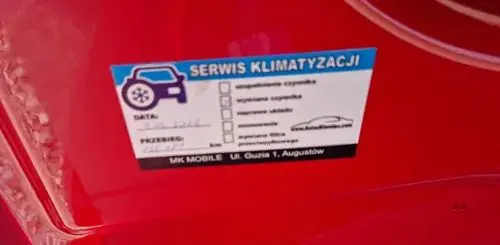 SERWIS KLIMATYZACJI
uzupełnienie czynnika
wymiana czynnika
naprawa układu
DATA:
ozonowanie
PRZEBIEG:
km
wymiana filtra
przeciwpyłkowego
MK MOBILE Ul. Guzia 1, Augustów